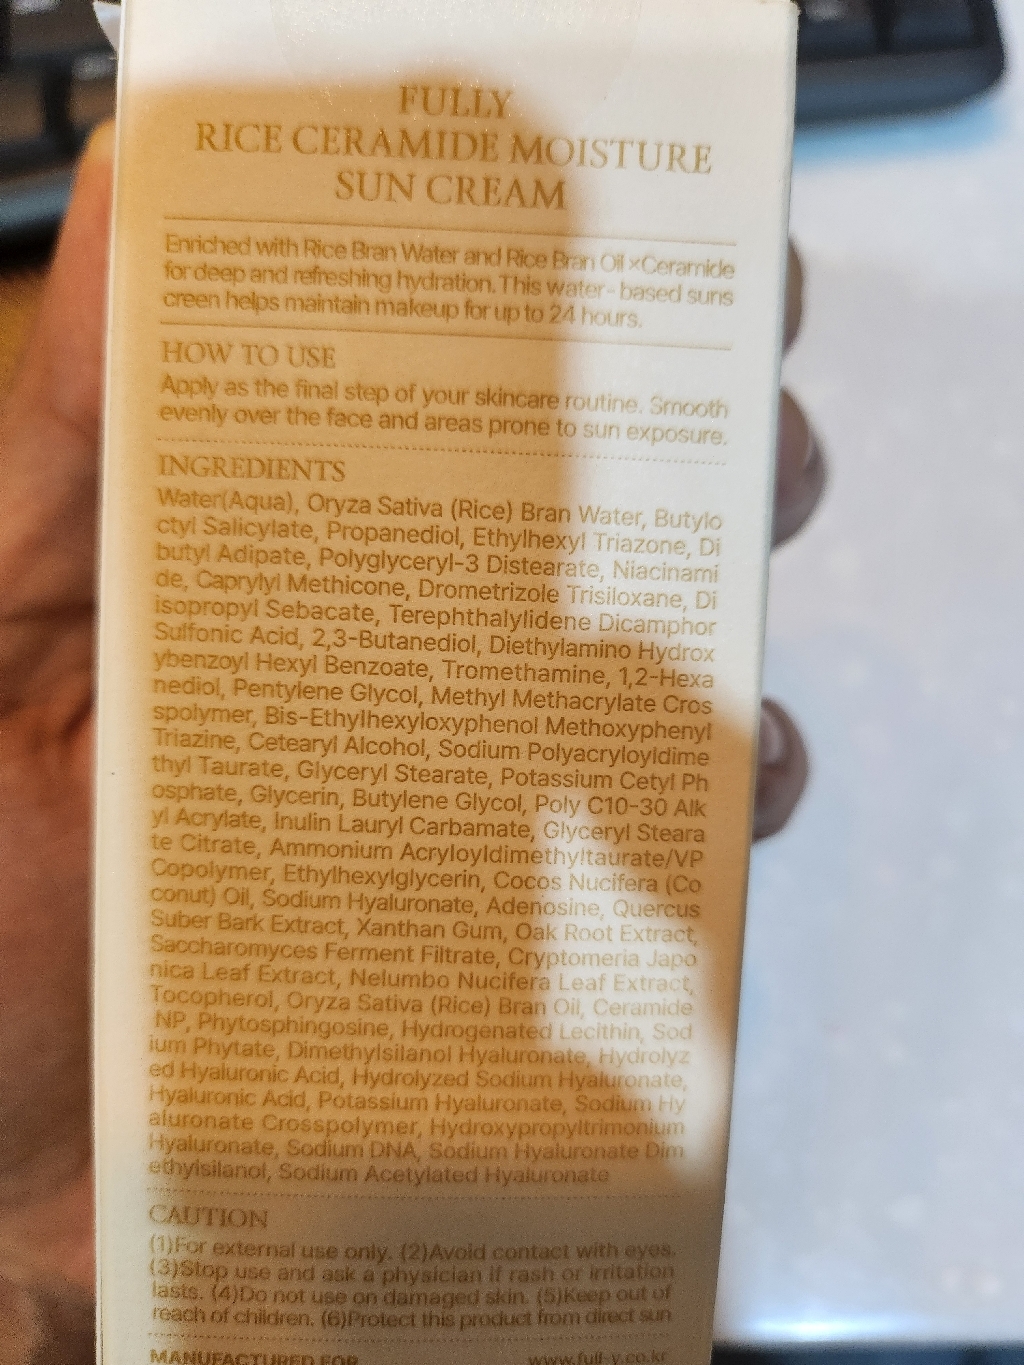 FULLY
RICE CERAMIDE MOISTURE
SUN CREAM
Enriched with Rice Bran Water and Rice Bran Oil ×Ceramide
for deep and refreshing hydration. This water-based suns
creen helps maintain makeup for up to 24 hours.
HOW TO USE
Apply as the final step of your skincare routine. Smooth
evenly over the face and areas prone to sun exposure.
INGREDIENTS
Water(Aqua), Oryza Sativa (Rice) Bran Water, Butylo
ctyl Salicylate, Propanediol, Ethylhexyl Triazone, Di
butyl Adipate, Polyglyceryl-3 Distearate, Niacinami
de, Caprylyl Methicone, Drometrizole Trisiloxane, Di
isopropyl Sebacate, Terephthalylidene Dicamphor
Sulfonic Acid, 2,3-Butanediol, Diethylamino Hydrox
ybenzoyl Hexyl Benzoate, Tromethamine, 1,2-Hexa
nediol, Pentylene Glycol, Methyl Methacrylate Cros
spolymer, Bis-Ethylhexyloxyphenol Methoxyphenyl
Triazine, Cetearyl Alcohol, Sodium Polyacryloyldime
thyl Taurate, Glyceryl Stearate, Potassium Cetyl Ph
osphate, Glycerin, Butylene Glycol, Poly C10-30 Alk
yl Acrylate, Inulin Lauryl Carbamate, Glyceryl Steara
te Citrate, Ammonium Acryloyldimethyltaurate/VP
Copolymer, Ethylhexylglycerin, Cocos Nucifera (Co
conut) Oil, Sodium Hyaluronate, Adenosine, Quercus
Suber Bark Extract, Xanthan Gum, Oak Root Extract,
Saccharomyces Ferment Filtrate, Cryptomeria Japo
nica Leaf Extract, Nelumbo Nucifera Leaf Extract,
Tocopherol, Oryza Sativa (Rice) Bran Oil, Ceramide
NP, Phytosphingosine, Hydrogenated Lecithin, Sod
ium Phytate, Dimethylsilanol Hyaluronate, Hydrolyz
ed Hyaluronic Acid, Hydrolyzed Sodium Hyaluronate,
Hyaluronic Acid, Potassium Hyaluronate, Sodium Hy
aluronate Crosspolymer, Hydroxypropyltrimonium
Hyaluronate, Sodium DNA, Sodium Hyaluronate Dim
ethylsilanol, Sodium Acetylated Hyaluronate
CAUTION
(1)For external use only. (2)Avoid contact with eyes.
(3)Stop use and ask a physician if rash or irritation
lasts. (4)Do not use on damaged skin. (5)Keep out of
reach of children. (6)Protect this product from direct sun
MANUFACTURED FOR www.full-y.co.kr